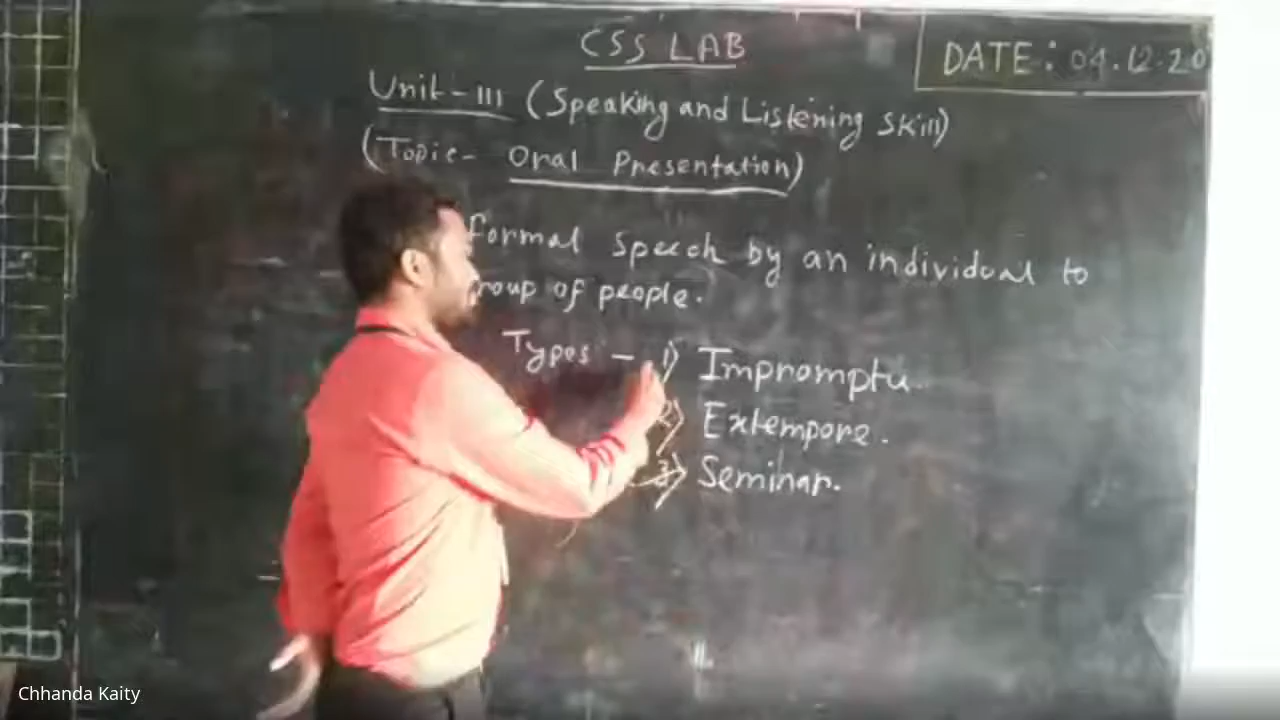 CSS LAB
DATE: 04.12.20
Unit-III (Speaking and Listening Skill)
(Topic- Oral Presentation)
formal speech by an individual to
roup of people.
Types - 1) Impromptu.
2) Extempore.
3) Seminar.
Chhanda Kaity